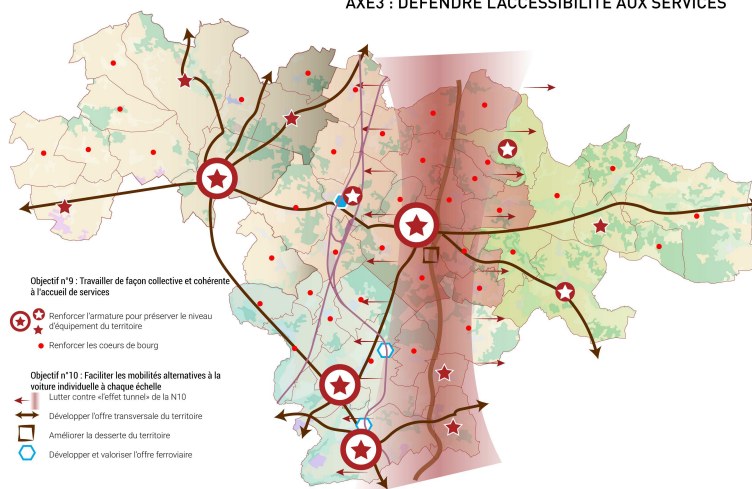 AXE3 : DÉFENDRE L'ACCESSIBILITÉ AUX SERVICES
Objectif n°9 : Travailler de façon collective et cohérente
à l'accueil de services
Renforcer l'armature pour préserver le niveau
d'équipement du territoire
Renforcer les coeurs de bourg
Objectif n°10 : Faciliter les mobilités alternatives à la
voiture individuelle à chaque échelle
Lutter contre «l'effet tunnel» de la N10
Développer l'offre transversale du territoire
Améliorer la desserte du territoire
Développer et valoriser l'offre ferroviaire